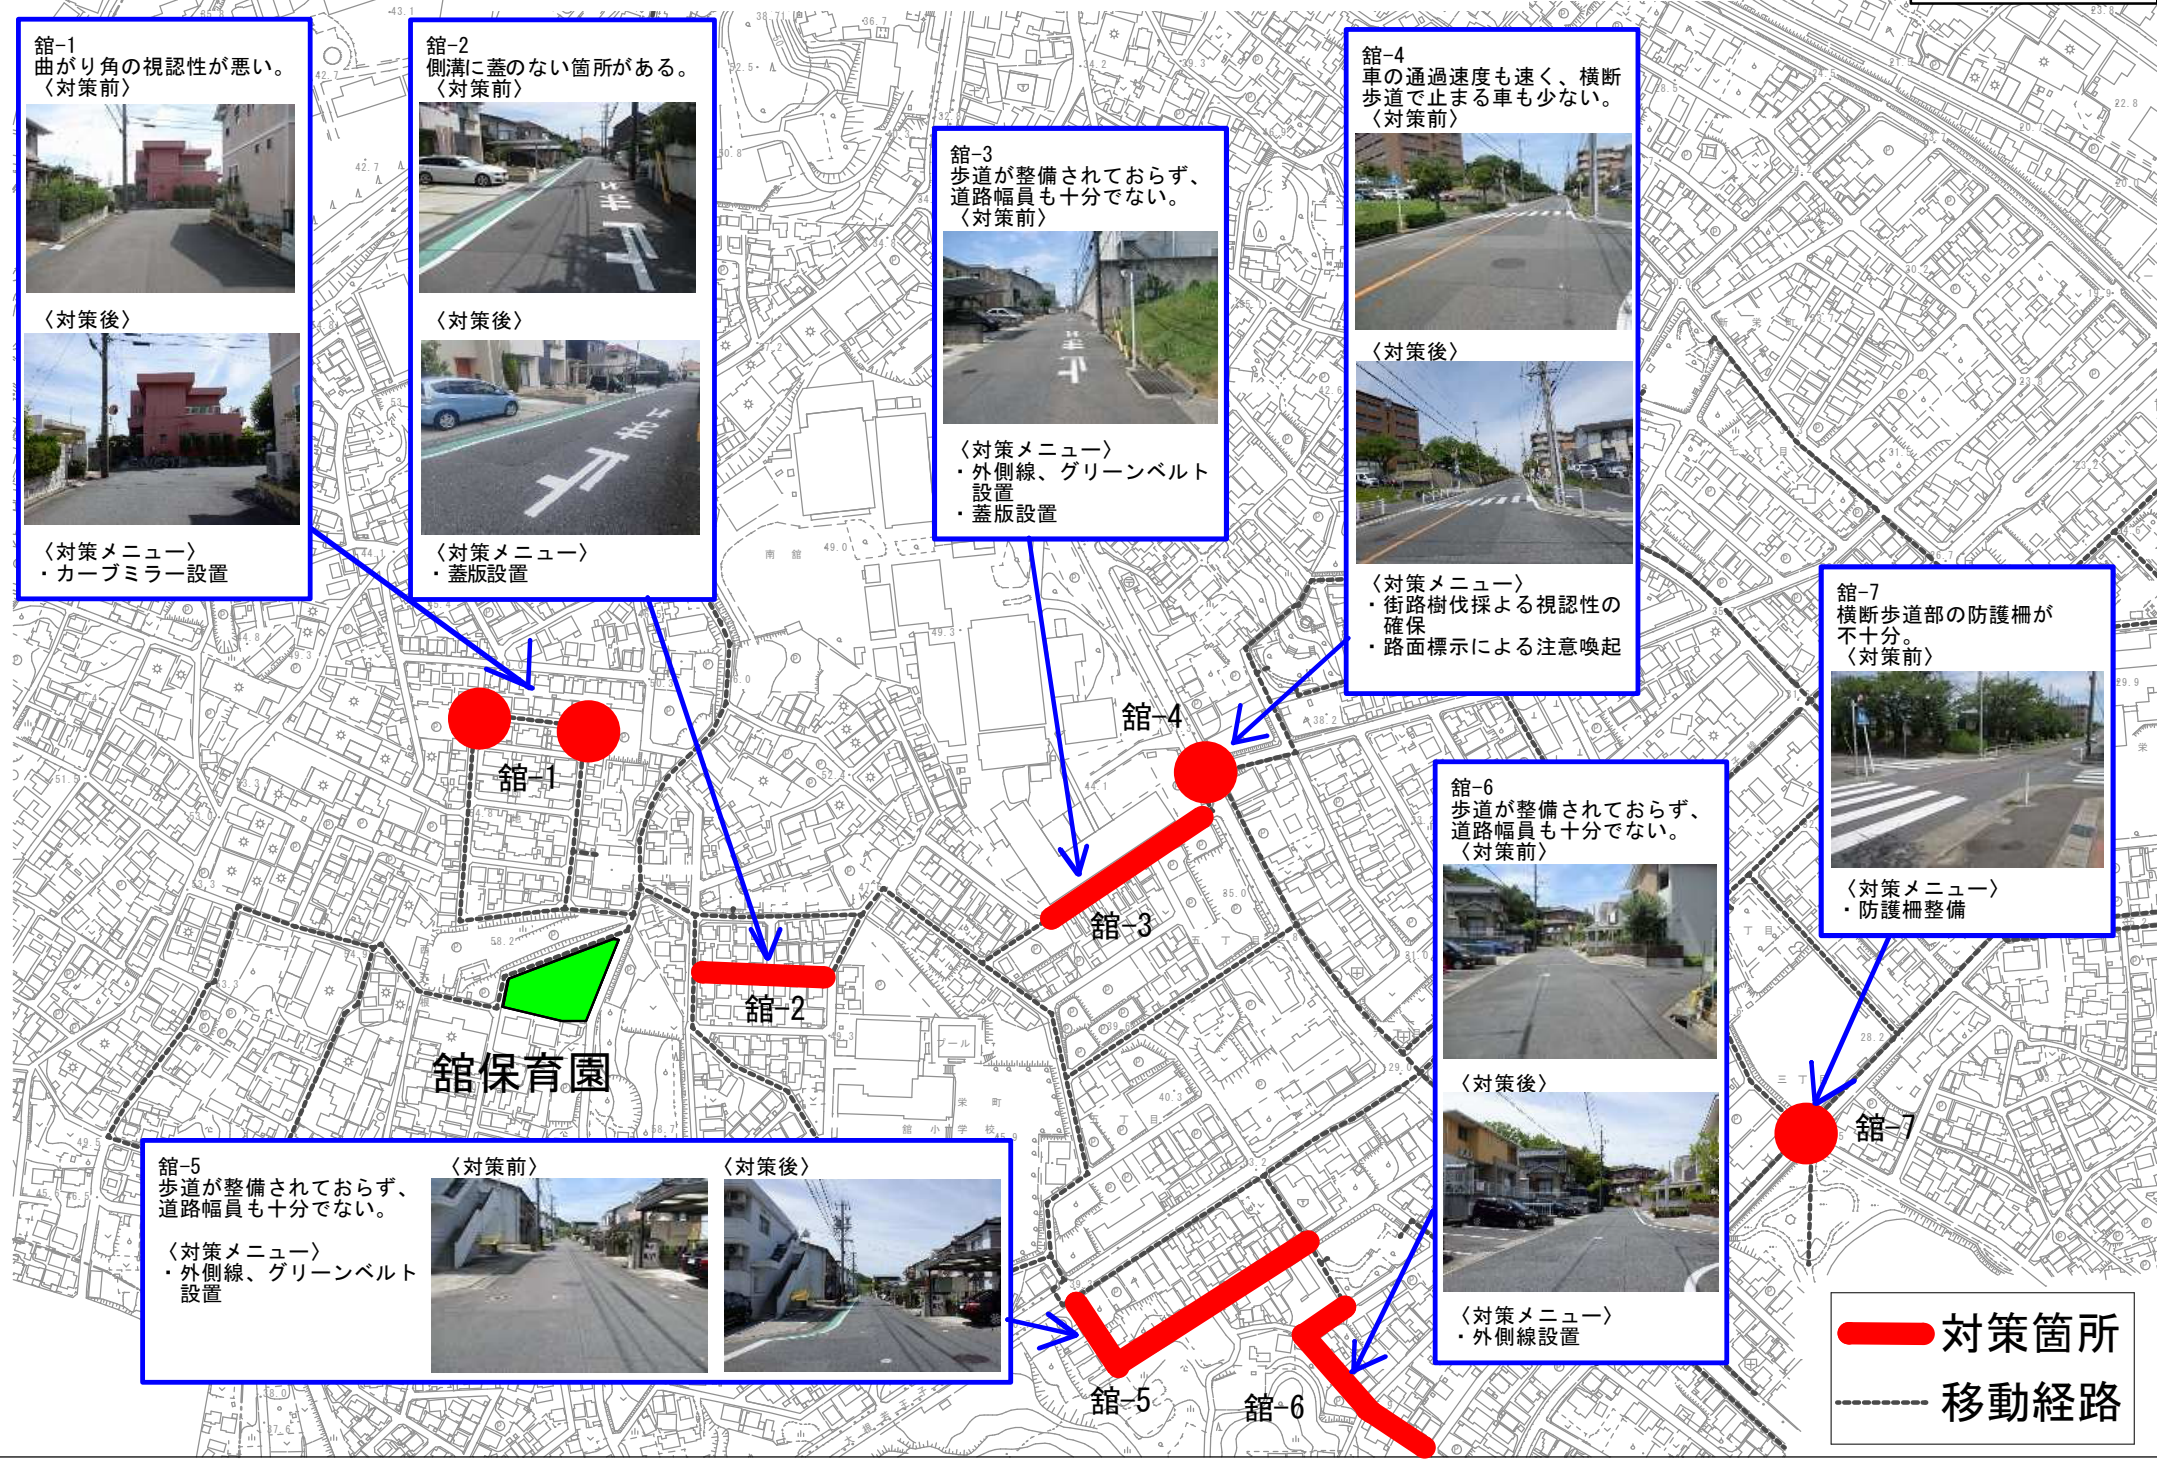 舘-1
曲がり角の視認性が悪い。
〈対策前〉
〈対策後〉
〈対策メニュー〉
・カーブミラー設置
舘-2
側溝に蓋のない箇所がある。
〈対策前〉
〈対策後〉
〈対策メニュー〉
・蓋版設置
舘-3
歩道が整備されておらず、
道路幅員も十分でない。
〈対策前〉
〈対策メニュー〉
・外側線、グリーンベルト
設置
・蓋版設置
舘-4
車の通過速度も速く、横断
歩道で止まる車も少ない。
〈対策前〉
〈対策後〉
〈対策メニュー〉
・街路樹伐採よる視認性の
確保
・路面標示による注意喚起
舘-7
横断歩道部の防護柵が
不十分。
〈対策前〉
〈対策メニュー〉
・防護柵整備
舘-6
歩道が整備されておらず、
道路幅員も十分でない。
〈対策前〉
〈対策後〉
〈対策メニュー〉
・外側線設置
舘-5
歩道が整備されておらず、
道路幅員も十分でない。
〈対策メニュー〉
・外側線、グリーンベルト
設置
〈対策前〉
〈対策後〉
舘-1
舘-2
舘-3
舘-4
舘-5
舘-6
舘-7
舘保育園
南舘
プール
栄町
舘小学校
対策箇所
移動経路